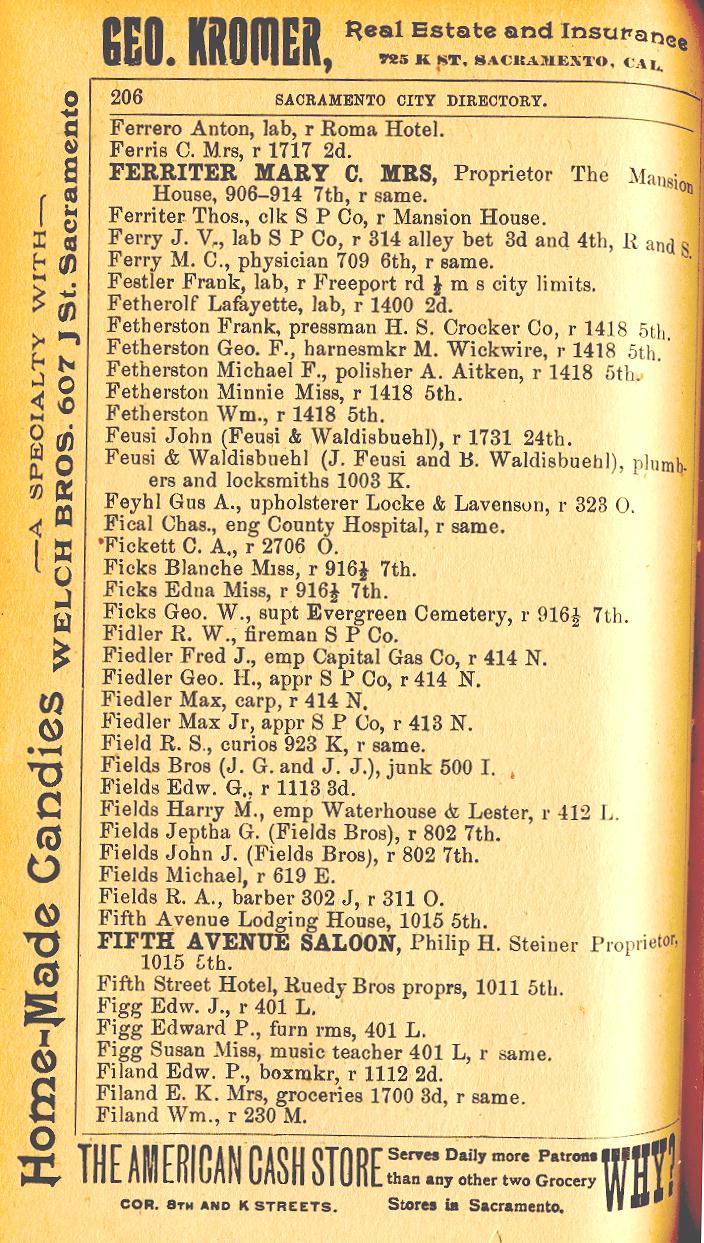 GEO. KROMER,
Real Estate and Insurance
725 K ST, SACRAMENTO, CAL.
206 SACRAMENTO CITY DIRECTORY.
Ferrero Anton, lab, r Roma Hotel.
Ferris C. Mrs, r 1717 2d.
FERRITER MARY C. MRS, Proprietor The Mansion
House, 906–914 7th, r same.
Ferriter Thos., clk S P Co, r Mansion House.
Ferry J. V., lab S P Co, r 314 alley bet 3d and 4th, R and S.
Ferry M. C., physician 709 6th, r same.
Festler Frank, lab, r Freeport rd ½ m s city limits.
Fetherolf Lafayette, lab, r 1400 2d.
Fetherston Frank, pressman H. S. Crocker Co, r 1418 5th.
Fetherston Geo. F., harnesmkr M. Wickwire, r 1418 5th.
Fetherston Michael F., polisher A. Aitken, r 1418 5th.
Fetherston Minnie Miss, r 1418 5th.
Fetherston Wm., r 1418 5th.
Feusi John (Feusi & Waldisbuehl), r 1731 24th.
Feusi & Waldisbuehl (J. Feusi and B. Waldisbuehl), plumb-
ers and locksmiths 1003 K.
Feyhl Gus A., upholsterer Locke & Lavenson, r 323 O.
Fical Chas., eng County Hospital, r same.
Fickett C. A., r 2706 O.
Ficks Blanche Miss, r 916½ 7th.
Ficks Edna Miss, r 916½ 7th.
Ficks Geo. W., supt Evergreen Cemetery, r 916½ 7th.
Fidler R. W., fireman S P Co.
Fiedler Fred J., emp Capital Gas Co, r 414 N.
Fiedler Geo. H., appr S P Co, r 414 N.
Fiedler Max, carp, r 414 N.
Fiedler Max Jr, appr S P Co, r 413 N.
Field R. S., curios 923 K, r same.
Fields Bros (J. G. and J. J.), junk 500 I.
Fields Edw. G., r 1113 3d.
Fields Harry M., emp Waterhouse & Lester, r 412 L.
Fields Jeptha G. (Fields Bros), r 802 7th.
Fields John J. (Fields Bros), r 802 7th.
Fields Michael, r 619 E.
Fields R. A., barber 302 J, r 311 O.
Fifth Avenue Lodging House, 1015 5th.
FIFTH AVENUE SALOON, Philip H. Steiner Proprietor,
1015 5th.
Fifth Street Hotel, Ruedy Bros proprs, 1011 5th.
Figg Edw. J., r 401 L.
Figg Edward P., furn rms, 401 L.
Figg Susan Miss, music teacher 401 L, r same.
Filand Edw. P., boxmkr, r 1112 2d.
Filand E. K. Mrs, groceries 1700 3d, r same.
Filand Wm., r 230 M.
Home-Made Candies
—A SPECIALTY WITH—
WELCH BROS. 607 J St. Sacramento
THE AMERICAN CASH STORE
COR. 8TH AND K STREETS.
Serves Daily more Patrons
than any other two Grocery
Stores in Sacramento.
WHY?